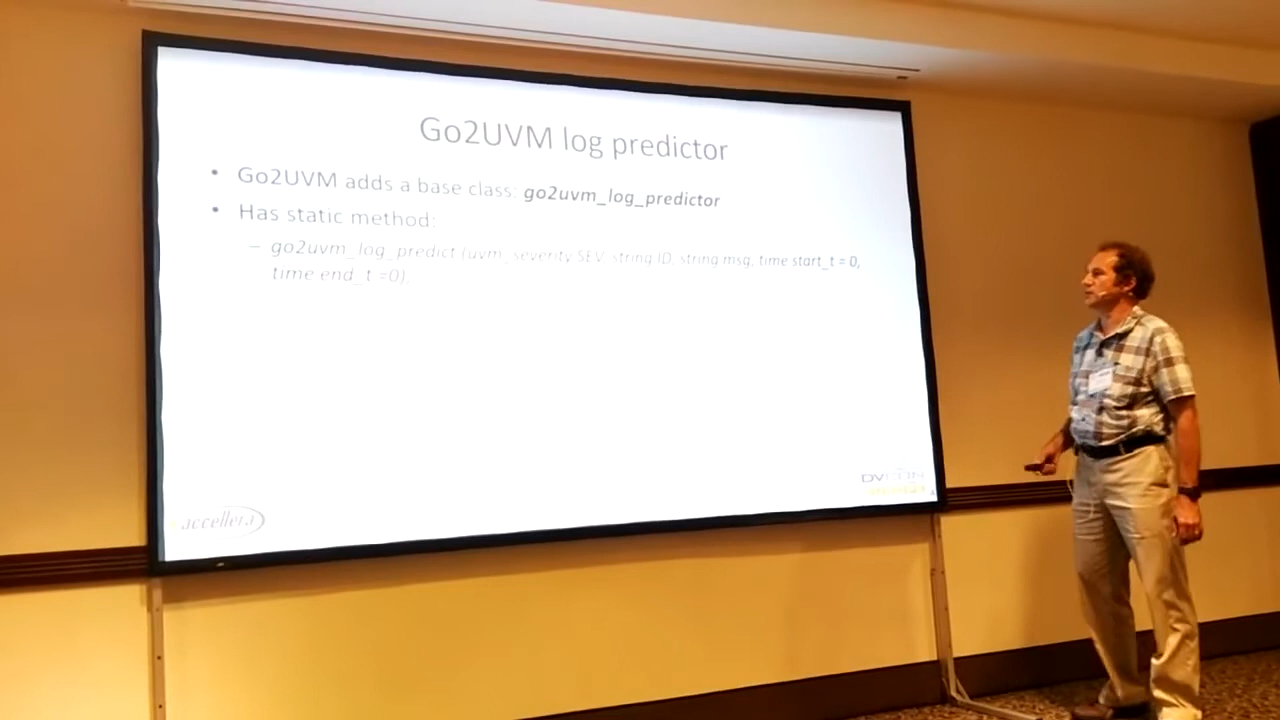 Go2UVM log predictor
• Go2UVM adds a base class: go2uvm_log_predictor
• Has static method:
– go2uvm_log_predict (uvm_severity SEV, string ID, string msg, time start_t = 0,
time end_t =0);
accellera
DVCON